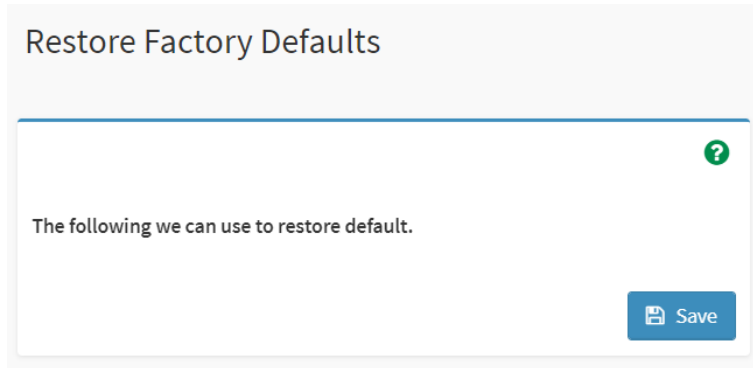 Restore Factory Defaults
?
The following we can use to restore default.
Save